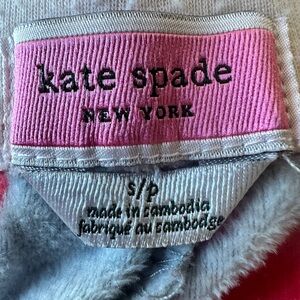 kate spade
NEW YORK
s/p
made in cambodia
fabriqué au cambodge